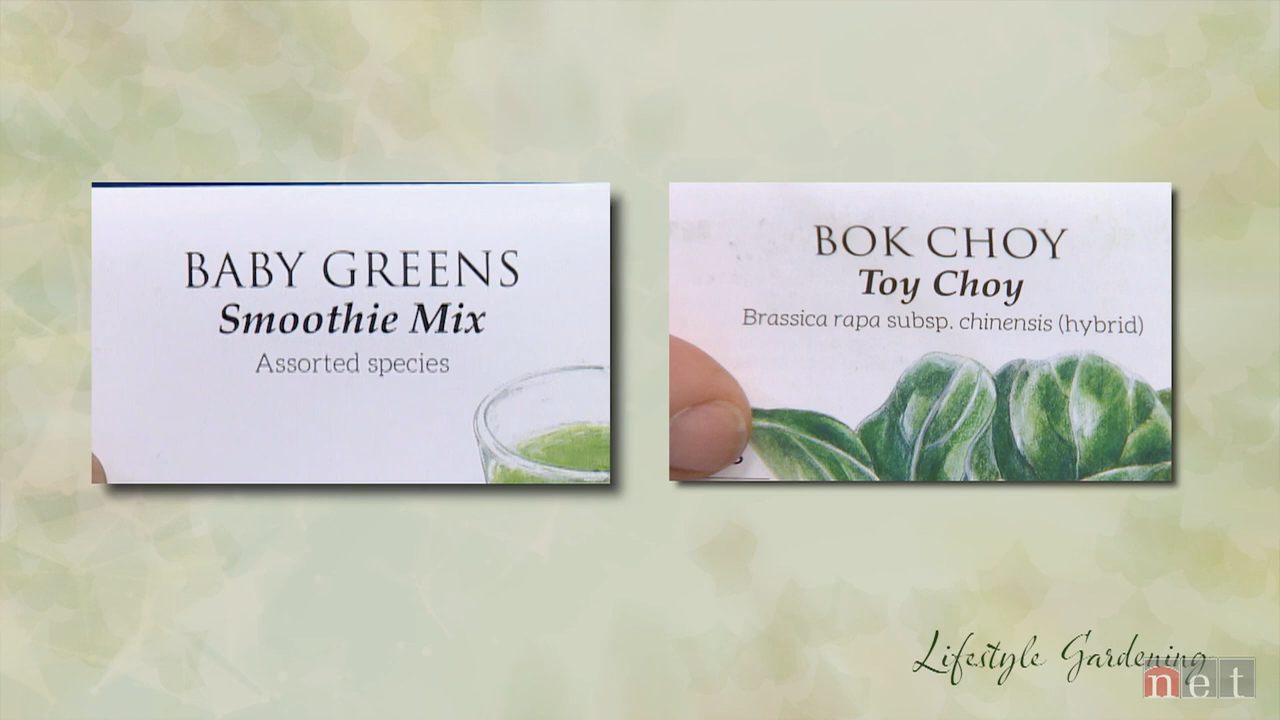 BABY GREENS
Smoothie Mix
Assorted species
BOK CHOY
Toy Choy
Brassica rapa subsp. chinensis (hybrid)
Lifestyle Gardening
net